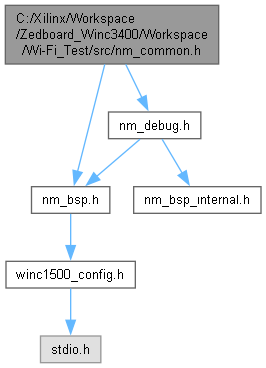 C:/Xilinx/Workspace
/Zedboard_Winc3400/Workspace
/Wi-Fi_Test/src/nm_common.h
nm_debug.h
nm_bsp.h
nm_bsp_internal.h
winc1500_config.h
stdio.h